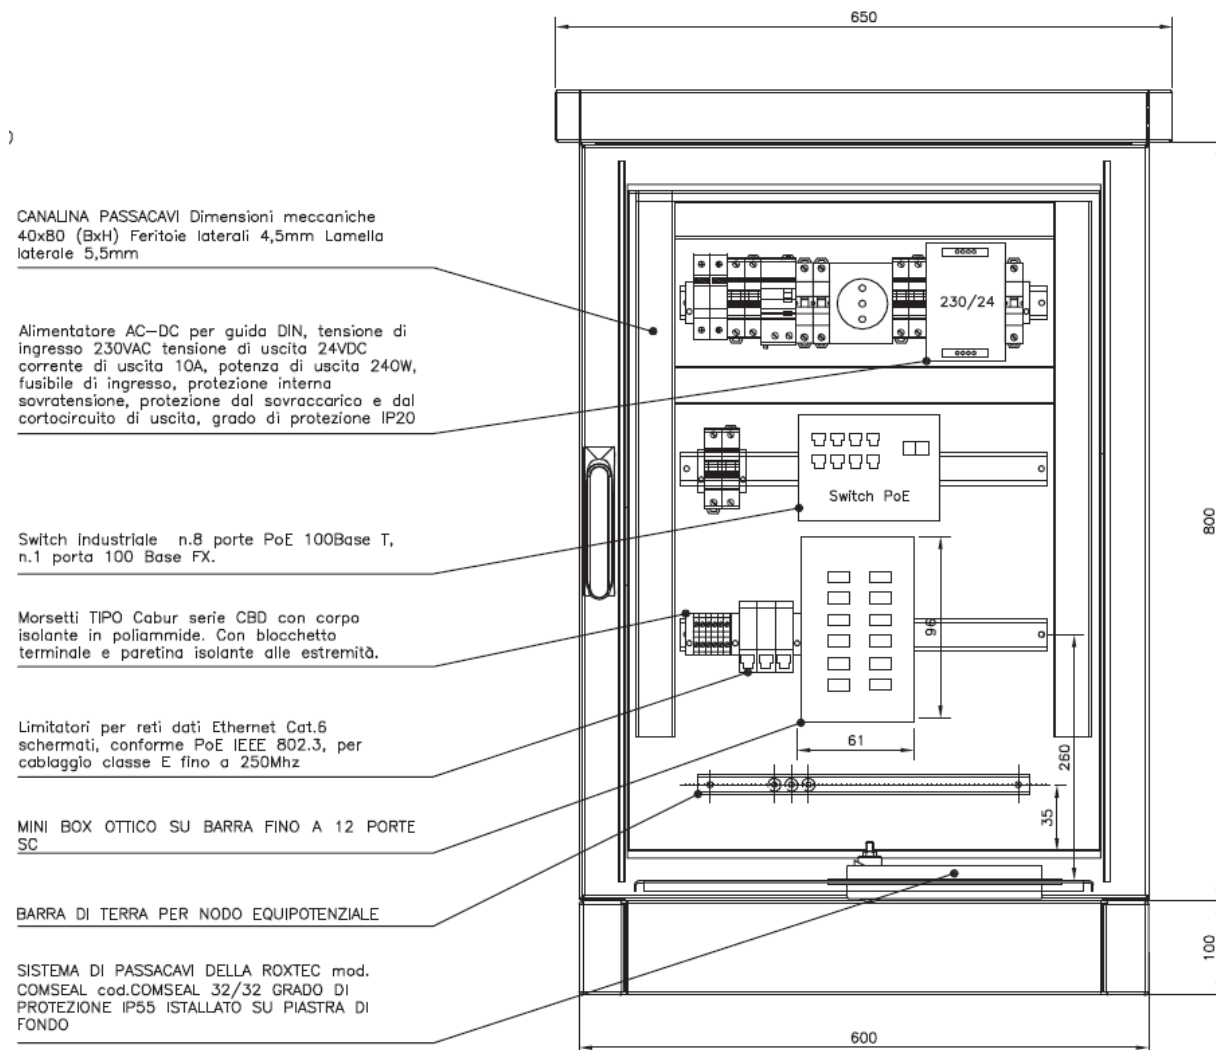 650
CANALINA PASSACAVI Dimensioni meccaniche
40x80 (BxH) Feritoie laterali 4,5mm Lamella
laterale 5,5mm
Alimentatore AC-DC per guida DIN, tensione di
ingresso 230VAC tensione di uscita 24VDC
corrente di uscita 10A, potenza di uscita 240W,
fusibile di ingresso, protezione interna
sovratensione, protezione dal sovraccarico e dal
cortocircuito di uscita, grado di protezione IP20
230/24
Switch PoE
800
Switch industriale n.8 porte PoE 100Base T,
n.1 porta 100 Base FX.
Morsetti TIPO Cabur serie CBD con corpo
isolante in poliammide. Con blocchetto
terminale e paretina isolante alle estremità.
96
Limitatori per reti dati Ethernet Cat.6
schermati, conforme PoE IEEE 802.3, per
cablaggio classe E fino a 250Mhz
61
260
35
MINI BOX OTTICO SU BARRA FINO A 12 PORTE
SC
BARRA DI TERRA PER NODO EQUIPOTENZIALE
100
SISTEMA DI PASSACAVI DELLA ROXTEC mod.
COMSEAL cod.COMSEAL 32/32 GRADO DI
PROTEZIONE IP55 ISTALLATO SU PIASTRA DI
FONDO
600